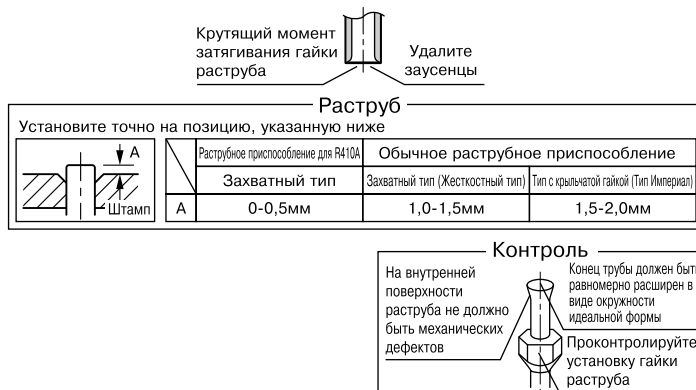 Крутящий момент
затягивания гайки
раструба
Удалите
заусенцы
Раструб
Установите точно на позицию, указанную ниже
A
Штамп
Раструбное приспособление для R410A
Обычное раструбное приспособление
Захватный тип
Захватный тип (Жесткостный тип)
Тип с крыльчатой гайкой (Тип Империал)
A
0-0,5мм
1,0-1,5мм
1,5-2,0мм
Контроль
На внутренней
поверхности
раструба не должно
быть механических
дефектов
Конец трубы должен быть
равномерно расширен в
виде окружности
идеальной формы
Проконтролируйте
установку гайки
раструба